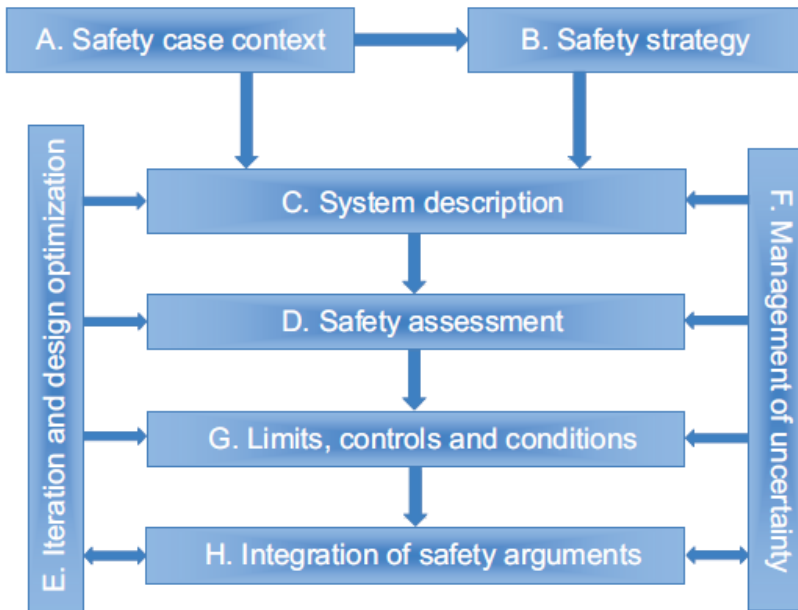 A. Safety case context
B. Safety strategy
C. System description
D. Safety assessment
G. Limits, controls and conditions
H. Integration of safety arguments
E. Iteration and design optimization
F. Management of uncertainty